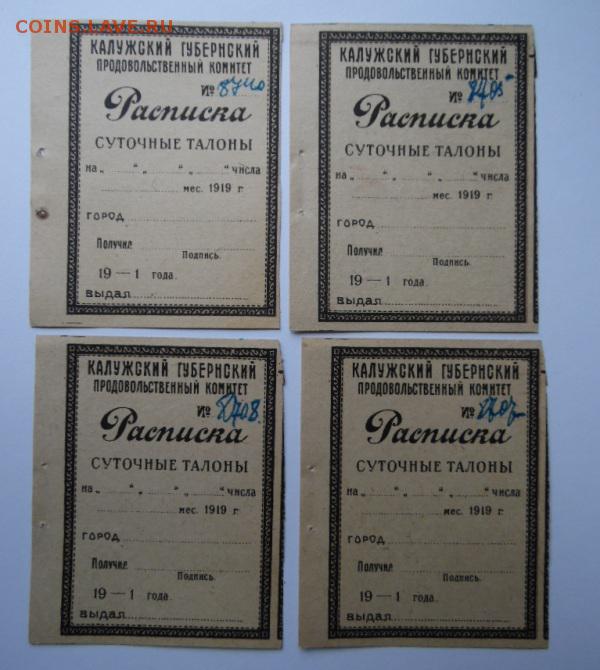 COINS.LAVE.RU
КАЛУЖСКИЙ ГУБЕРНСКИЙ
ПРОДОВОЛЬСТВЕННЫЙ КОМИТЕТ
№ 8710
Расписка
СУТОЧНЫЕ ТАЛОНЫ
на „ “ „ “ „ “ числа
мес. 1919 г.
ГОРОД
Получил
Подпись.
19 — 1 года.
выдал
КАЛУЖСКИЙ ГУБЕРНСКИЙ
ПРОДОВОЛЬСТВЕННЫЙ КОМИТЕТ
№
Расписка
СУТОЧНЫЕ ТАЛОНЫ
на „ “ „ “ „ “ числа
мес. 1919 г.
ГОРОД
Получил
Подпись.
19 — 1 года.
выдал
КАЛУЖСКИЙ ГУБЕРНСКИЙ
ПРОДОВОЛЬСТВЕННЫЙ КОМИТЕТ
№ 8708
Расписка
СУТОЧНЫЕ ТАЛОНЫ
на „ “ „ “ „ “ числа
мес. 1919 г.
ГОРОД
Получил
Подпись.
19 — 1 года.
выдал
КАЛУЖСКИЙ ГУБЕРНСКИЙ
ПРОДОВОЛЬСТВЕННЫЙ КОМИТЕТ
№
Расписка
СУТОЧНЫЕ ТАЛОНЫ
на „ “ „ “ „ “ числа
мес. 1919 г.
ГОРОД
Получил
Подпись.
19 — 1 года.
выдал